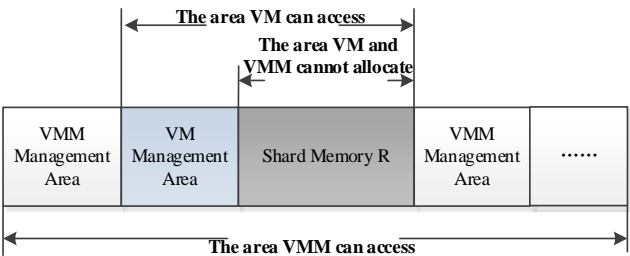 The area VM can access
The area VM and
VMM cannot allocate
VMM
Management
Area
VM
Management
Area
Shard Memory R
VMM
Management
Area
......
The area VMM can access